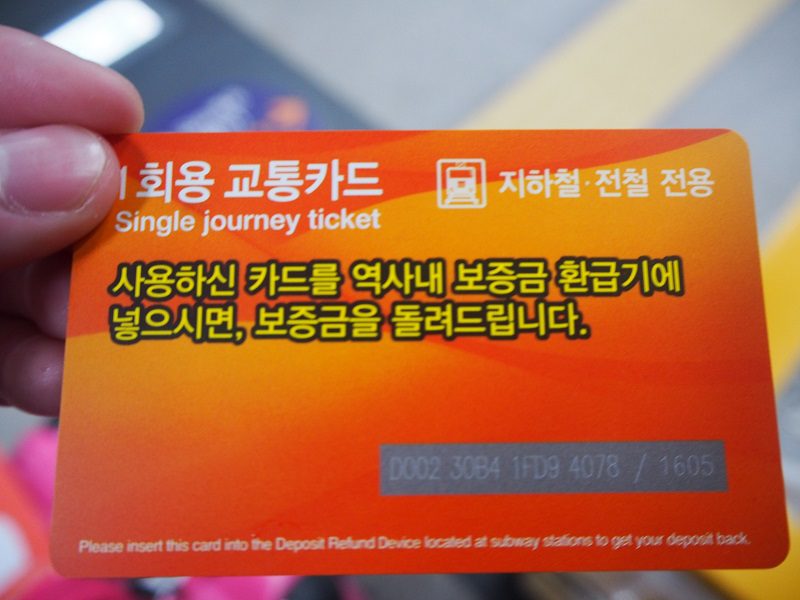 1회용 교통카드
지하철·전철 전용
Single journey ticket
사용하신 카드를 역사내 보증금 환급기에
넣으시면, 보증금을 돌려드립니다.
D002 30B4 1FD9 4078 / 1605
Please insert this card into the Deposit Refund Device located at subway stations to get your deposit back.